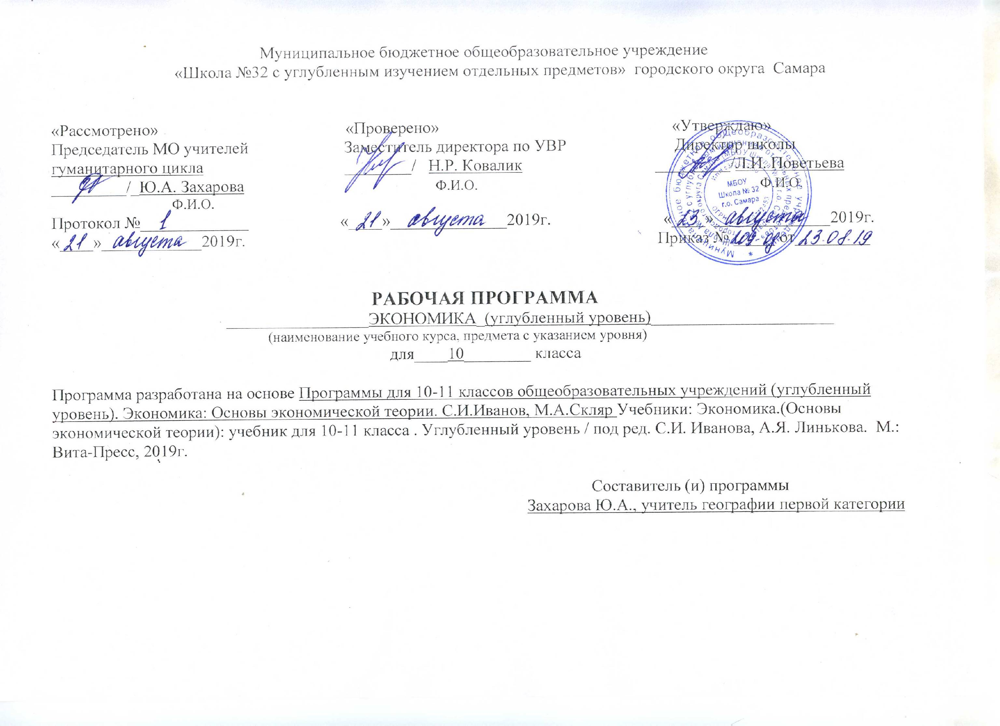 Муниципальное бюджетное общеобразовательное учреждение
«Школа №32 с углубленным изучением отдельных предметов» городского округа Самара
«Рассмотрено»
Председатель МО учителей
гуманитарного цикла
____________/_Ю.А. Захарова
Ф.И.О.
Протокол № 1
«21» августа 2019г.
«Проверено»
Заместитель директора по УВР
________/ Н.Р. Ковалик
Ф.И.О.
«21» августа 2019г.
«Утверждаю»
Директор школы
_________/Л.И. Поветьева
Ф.И.О.
«23» августа 2019г.
Приказ № от 23.08.19
МБОУ
Школа № 32
г.о. Самара
РАБОЧАЯ ПРОГРАММА
ЭКОНОМИКА (углубленный уровень)
(наименование учебного курса, предмета с указанием уровня)
для 10 класса
Программа разработана на основе Программы для 10-11 классов общеобразовательных учреждений (углубленный
уровень). Экономика: Основы экономической теории. С.И.Иванов, М.А.Скляр Учебники: Экономика.(Основы
экономической теории): учебник для 10-11 класса . Углубленный уровень / под ред. С.И. Иванова, А.Я. Линькова. М.:
Вита-Пресс, 2019г.
Составитель (и) программы
Захарова Ю.А., учитель географии первой категории